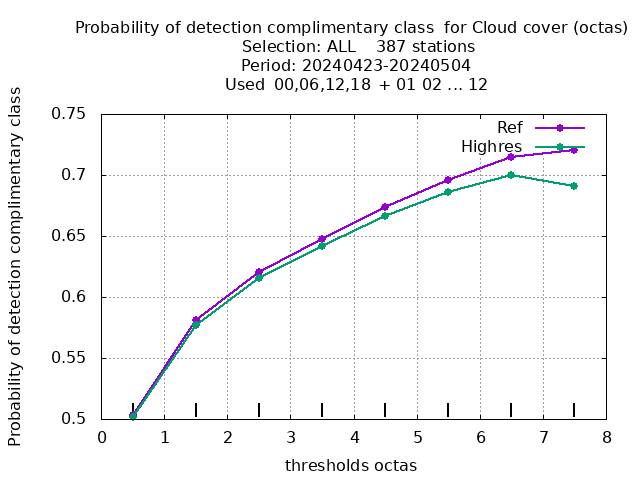 Probability of detection complimentary class  for Cloud cover (octas)
Selection: ALL    387 stations
Period: 20240423-20240504
Used  00,06,12,18 + 01 02 ... 12
Probability of detection complimentary class
0.75
0.7
0.65
0.6
0.55
0.5
Ref
Highres
0 1 2 3 4 5 6 7 8
thresholds octas